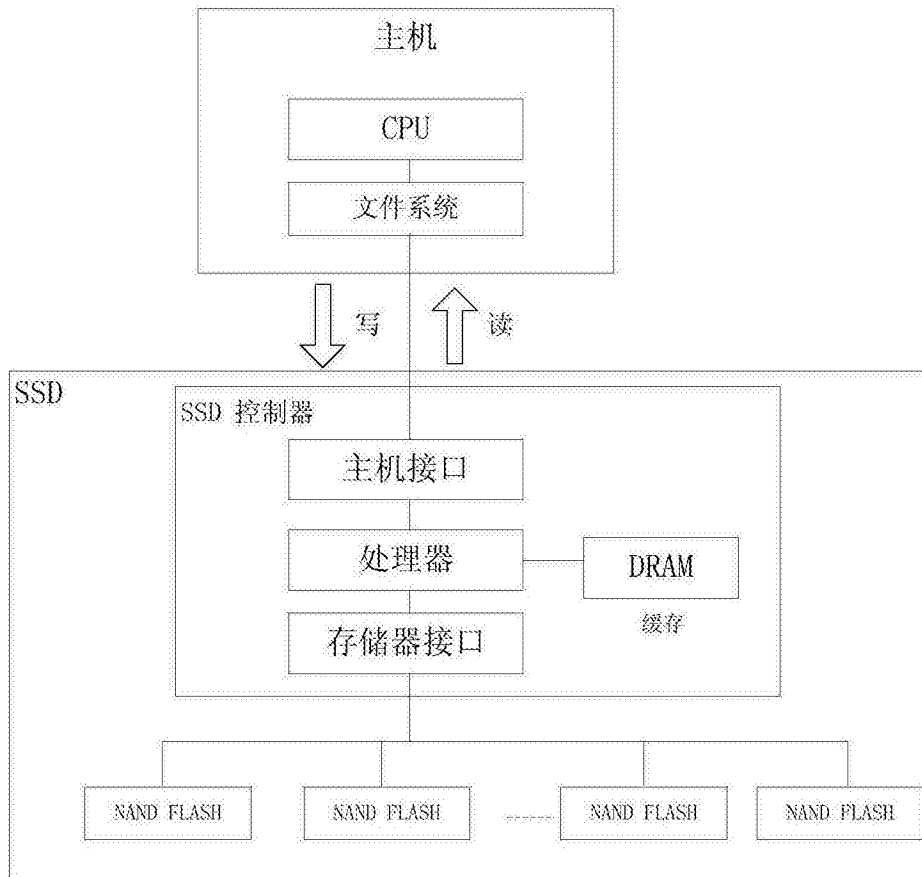 主机
CPU
文件系统
写
读
SSD
SSD 控制器
主机接口
处理器
DRAM
缓存
存储器接口
NAND FLASH
NAND FLASH
NAND FLASH
NAND FLASH